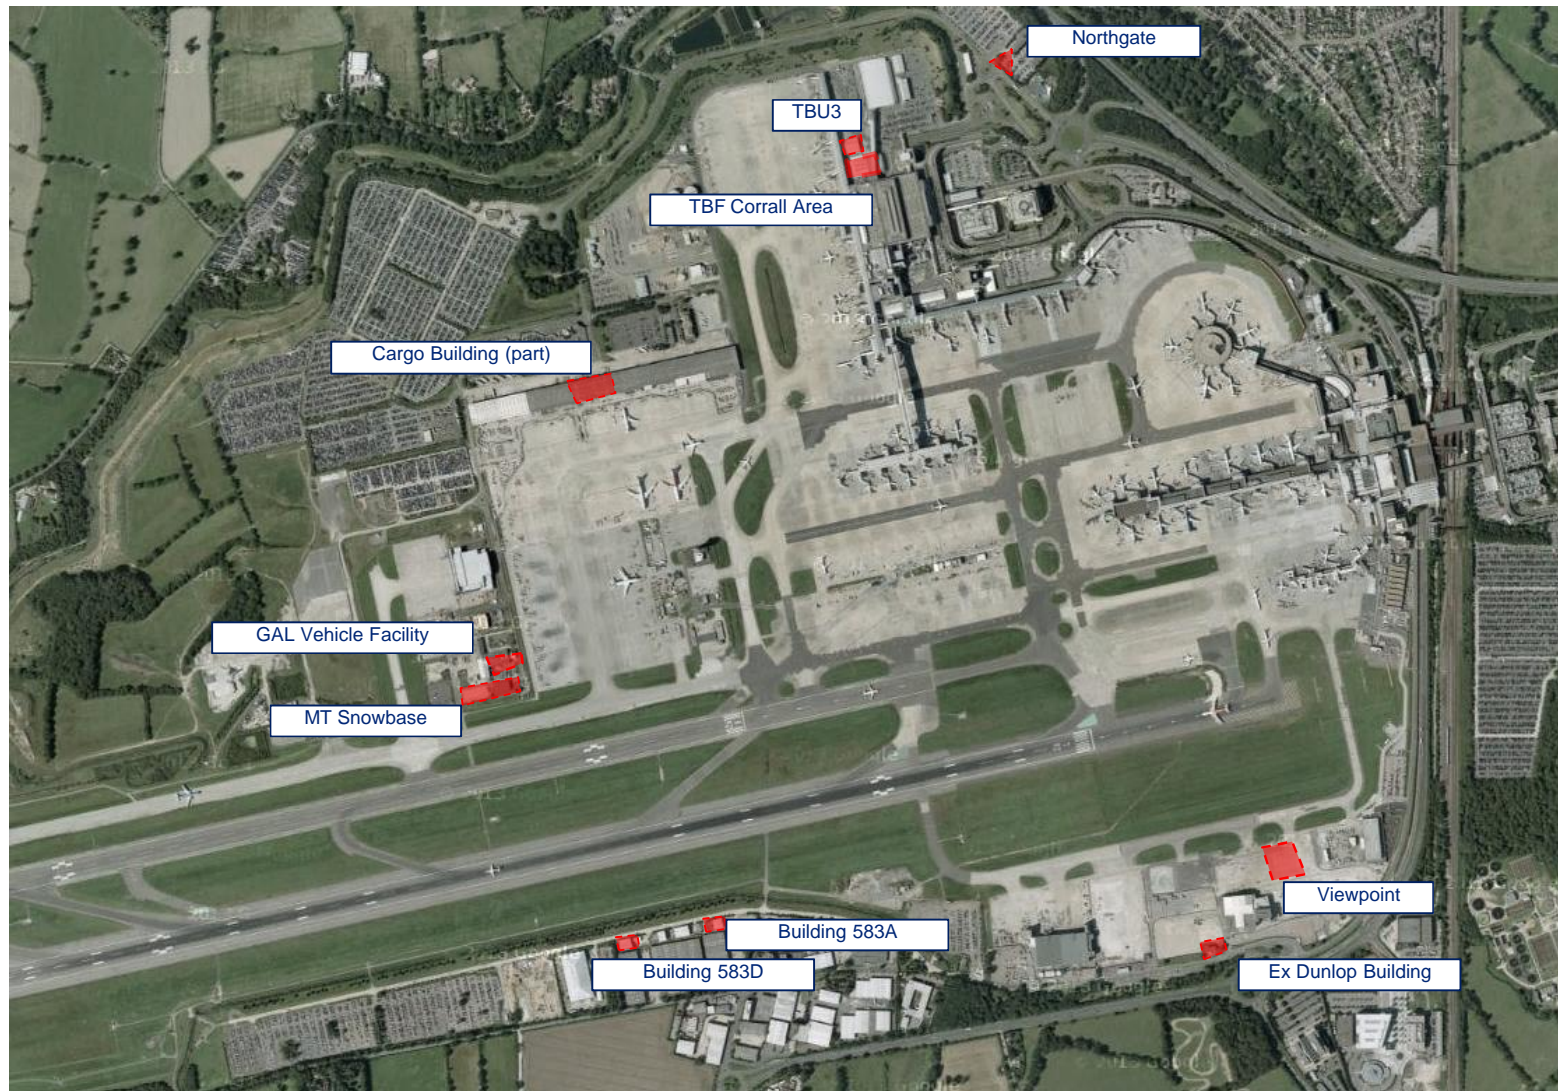 Northgate
TBU3
TBF Corrall Area
Cargo Building (part)
GAL Vehicle Facility
MT Snowbase
Viewpoint
Building 583A
Building 583D
Ex Dunlop Building